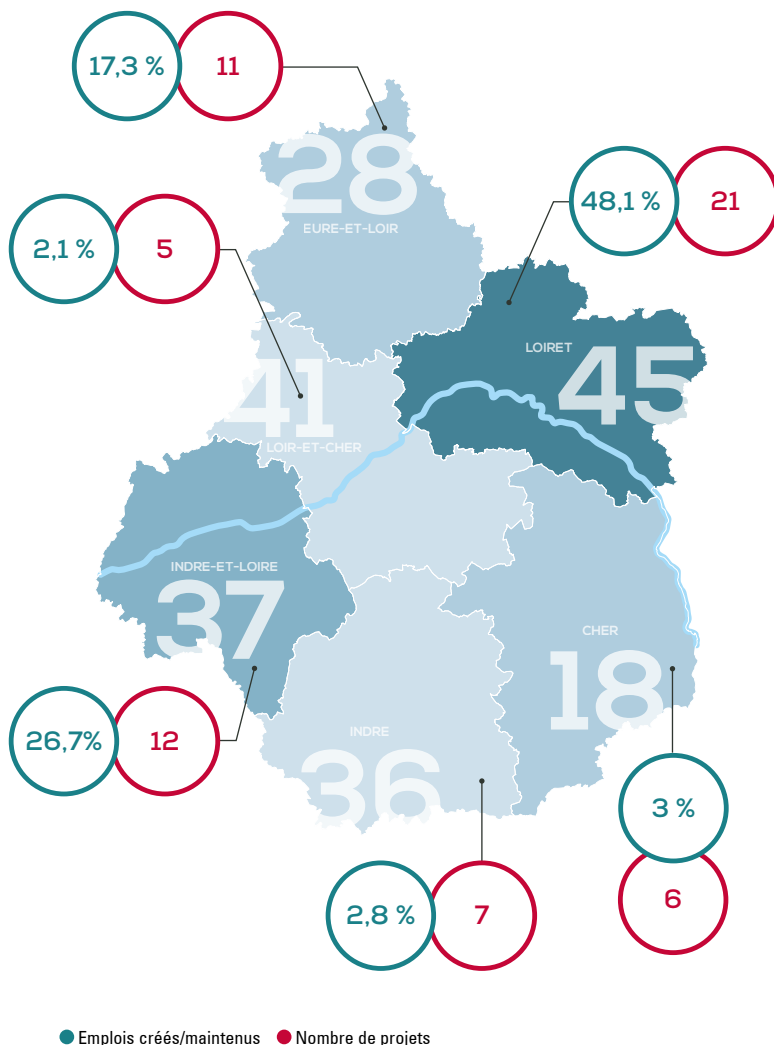 17,3 %
11
28
EURE-ET-LOIR
48,1 %
21
2,1 %
5
LOIRET
45
41
LOIR-ET-CHER
INDRE-ET-LOIRE
37
CHER
18
26,7%
12
INDRE
36
3 %
6
2,8 %
7
Emplois créés/maintenus
Nombre de projets